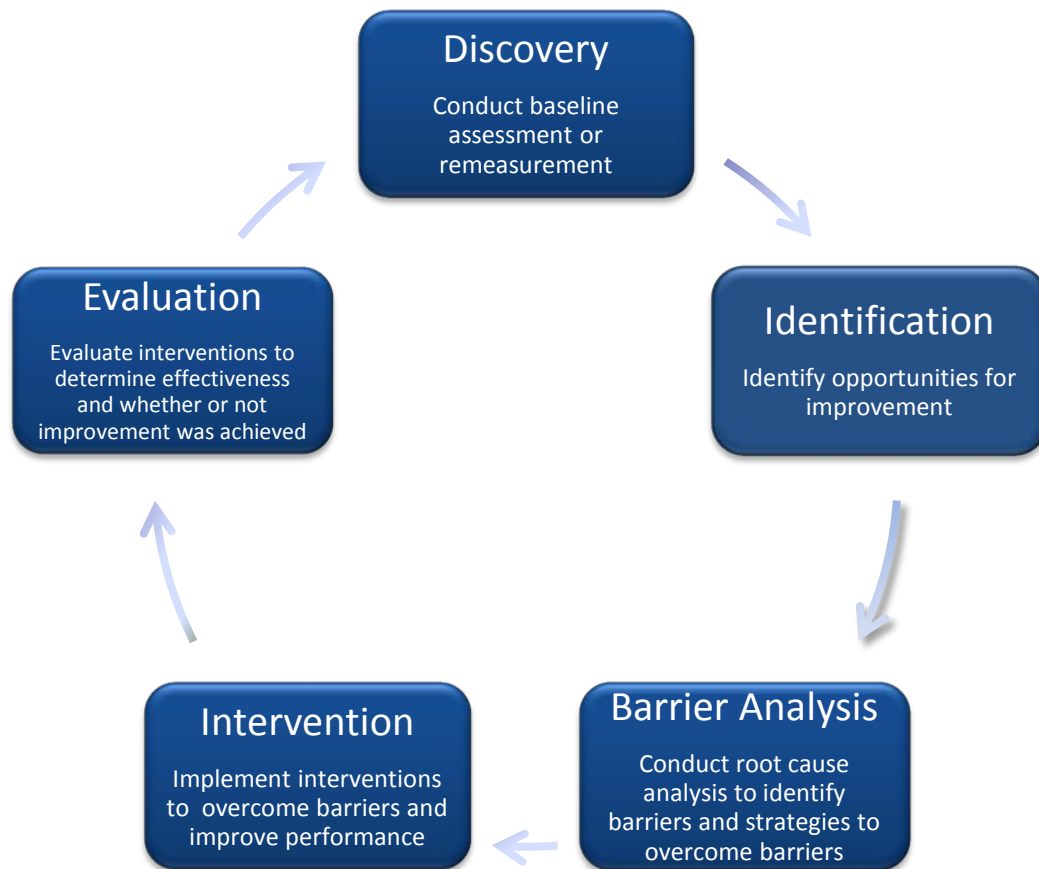 Discovery
Conduct baseline
assessment or
remeasurement
Identification
Identify opportunities for
improvement
Barrier Analysis
Conduct root cause
analysis to identify
barriers and strategies to
overcome barriers
Intervention
Implement interventions
to overcome barriers and
improve performance
Evaluation
Evaluate interventions to
determine effectiveness
and whether or not
improvement was achieved